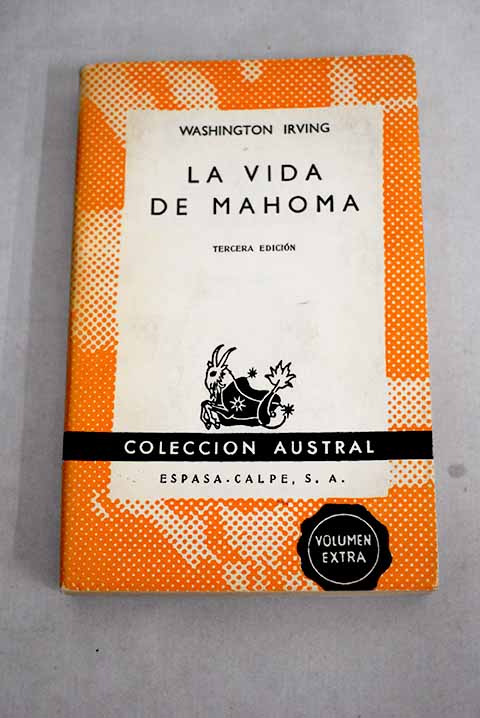 WASHINGTON IRVING
LA VIDA
DE MAHOMA
TERCERA EDICIÓN
COLECCION AUSTRAL
ESPASA-CALPE, S. A.
VOLUMEN
EXTRA